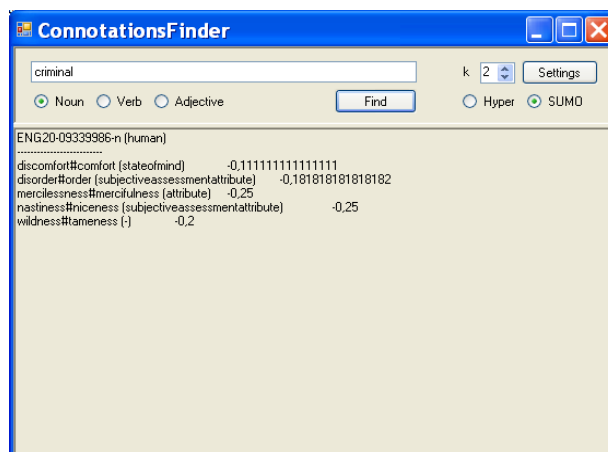 ConnotationsFinder
criminal k 2 Settings
Noun Verb Adjective Find Hyper SUMO
ENG20-09339986-n (human)
--------------------------
discomfort#comfort (stateofmind) -0,111111111111111
disorder#order (subjectiveassessmentattribute) -0,181818181818182
mercilessness#mercifulness (attribute) -0,25
nastiness#niceness (subjectiveassessmentattribute) -0,25
wildness#tameness (-) -0,2